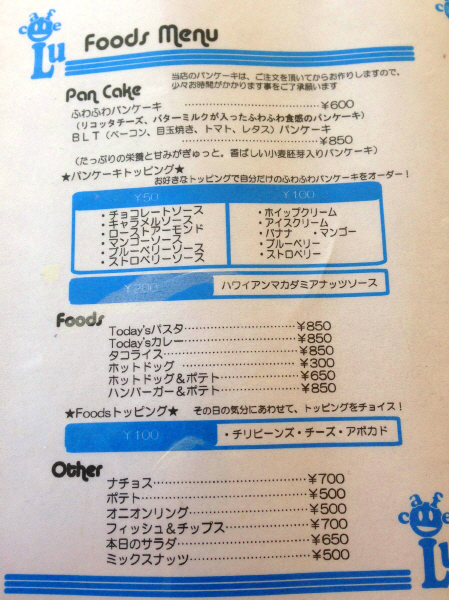 cafe
Lu
Foods Menu
当店のパンケーキは、ご注文を頂いてからお作りしますので、
少々お時間がかかります事をご了承願います
Pan Cake
ふわふわパンケーキ……¥600
(リコッタチーズ、バターミルクが入ったふわふわ食感のパンケーキ)
BLT(ベーコン、目玉焼き、トマト、レタス)パンケーキ
……¥850
(たっぷりの栄養と甘みがぎゅっと。香ばしい小麦胚芽入りパンケーキ)
★パンケーキトッピング★
お好きなトッピングで自分だけのふわふわパンケーキをオーダー!
¥50
・チョコレートソース
・キャラメルソース
・ローストアーモンド
・マンゴーソース
・ブルーベリーソース
・ストロベリーソース
¥100
・ホイップクリーム
・アイスクリーム
・バナナ ・マンゴー
・ブルーベリー
・ストロベリー
¥200 ハワイアンマカダミアナッツソース
Foods
Today'sパスタ……¥850
Today'sカレー……¥850
タコライス……¥850
ホットドッグ……¥300
ホットドッグ&ポテト……¥650
ハンバーガー&ポテト……¥850
★Foodsトッピング★ その日の気分にあわせて、トッピングをチョイス!
¥100 ・チリビーンズ・チーズ・アボカド
Other
ナチョス……¥700
ポテト……¥500
オニオンリング……¥500
フィッシュ&チップス……¥700
本日のサラダ……¥650
ミックスナッツ……¥500
cafe
Lu